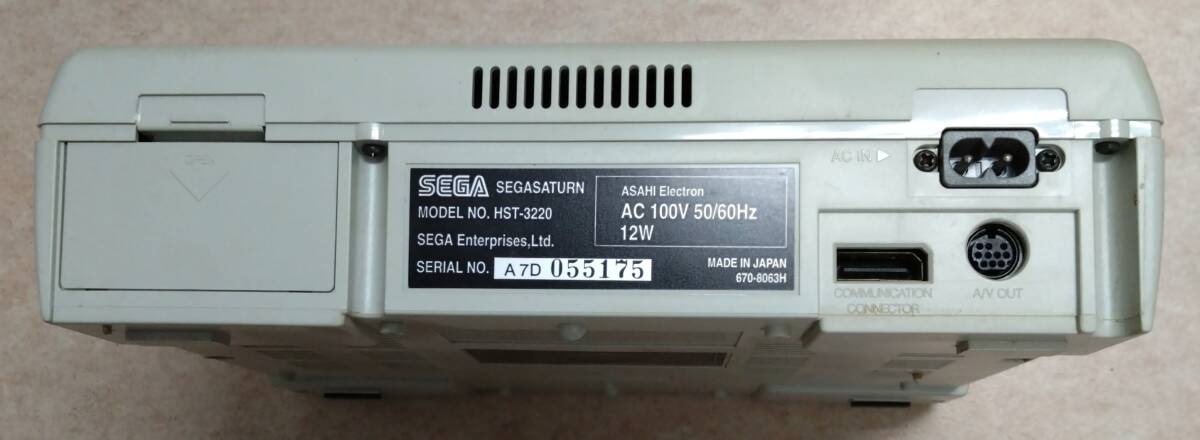 OPEN
AC IN
SEGA SEGASATURN
MODEL NO. HST-3220
SEGA Enterprises,Ltd.
SERIAL NO. A7D 055175
ASAHI Electron
AC 100V 50/60Hz
12W
MADE IN JAPAN
670-8063H
COMMUNICATION
CONNECTOR
A/V OUT